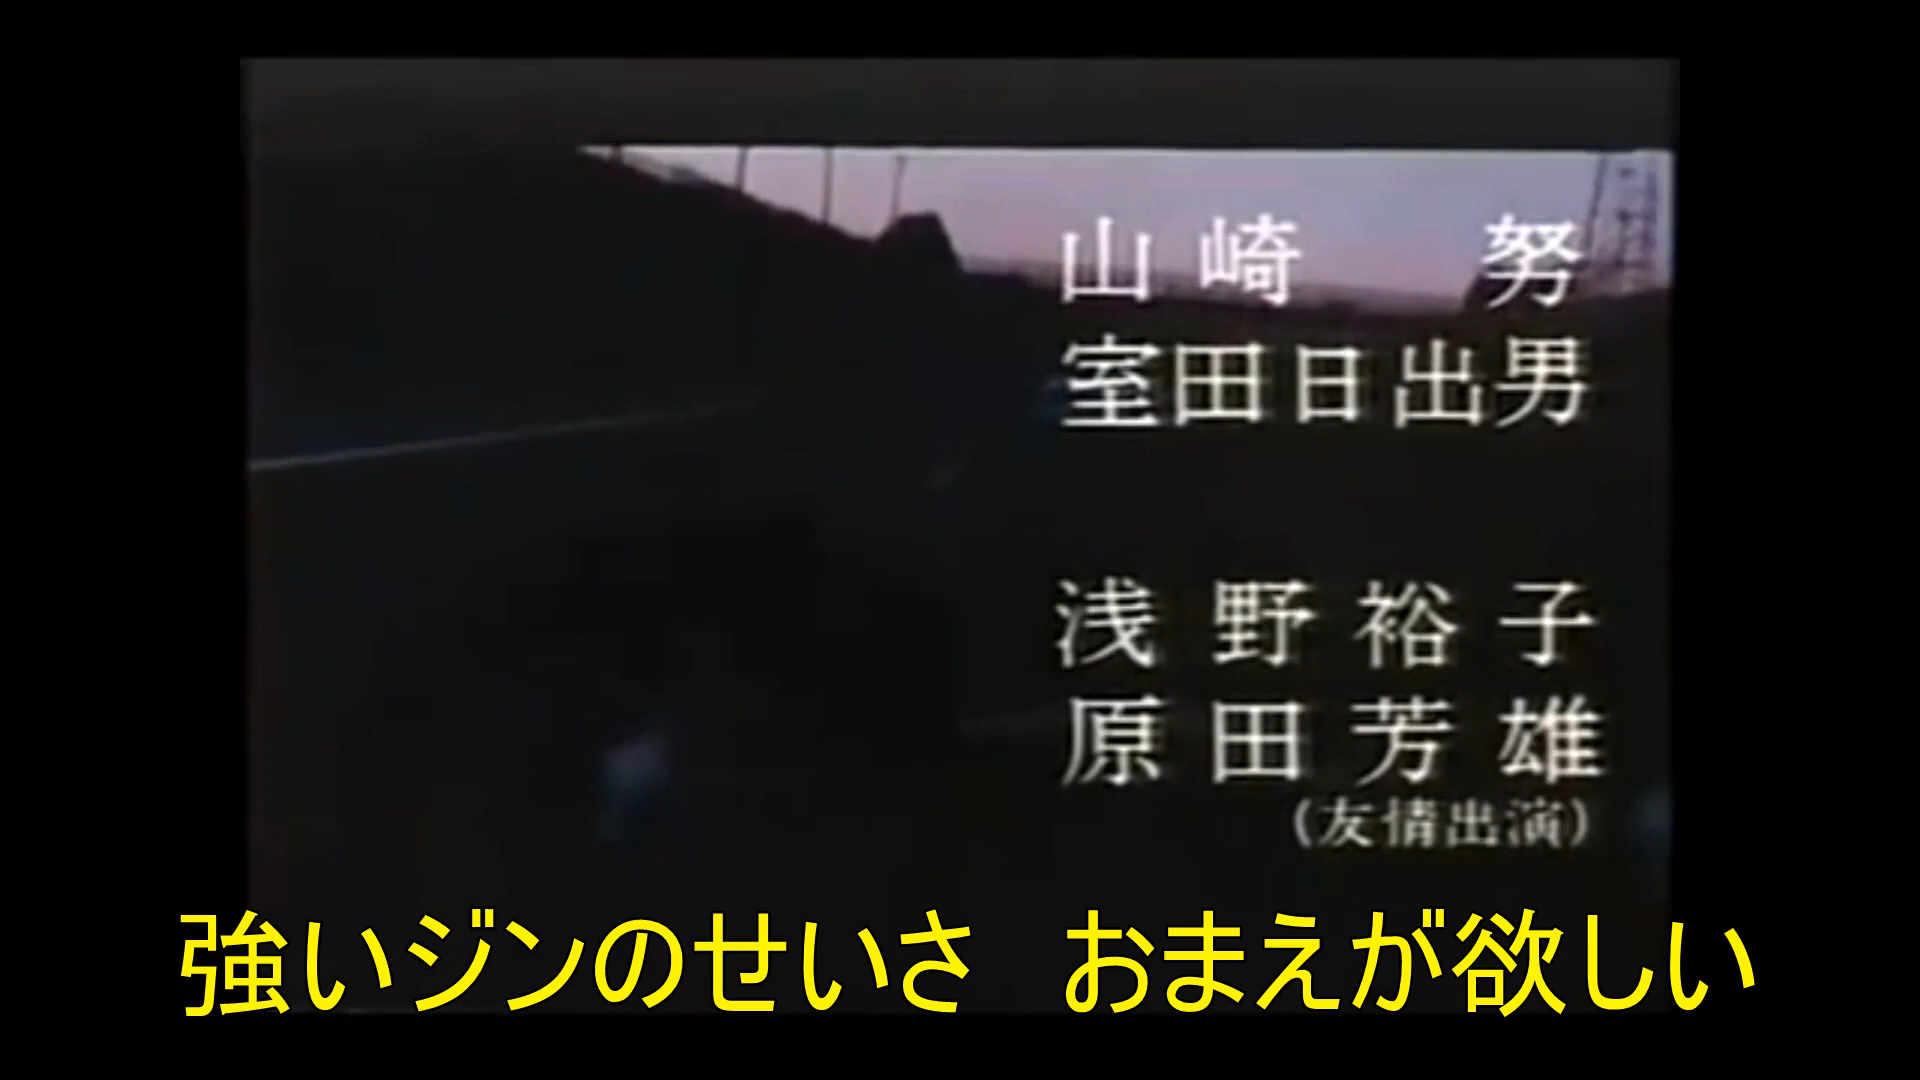 山崎 努
室田日出男
浅野裕子
原田芳雄
(友情出演)
強いジンのせいさ おまえが欲しい